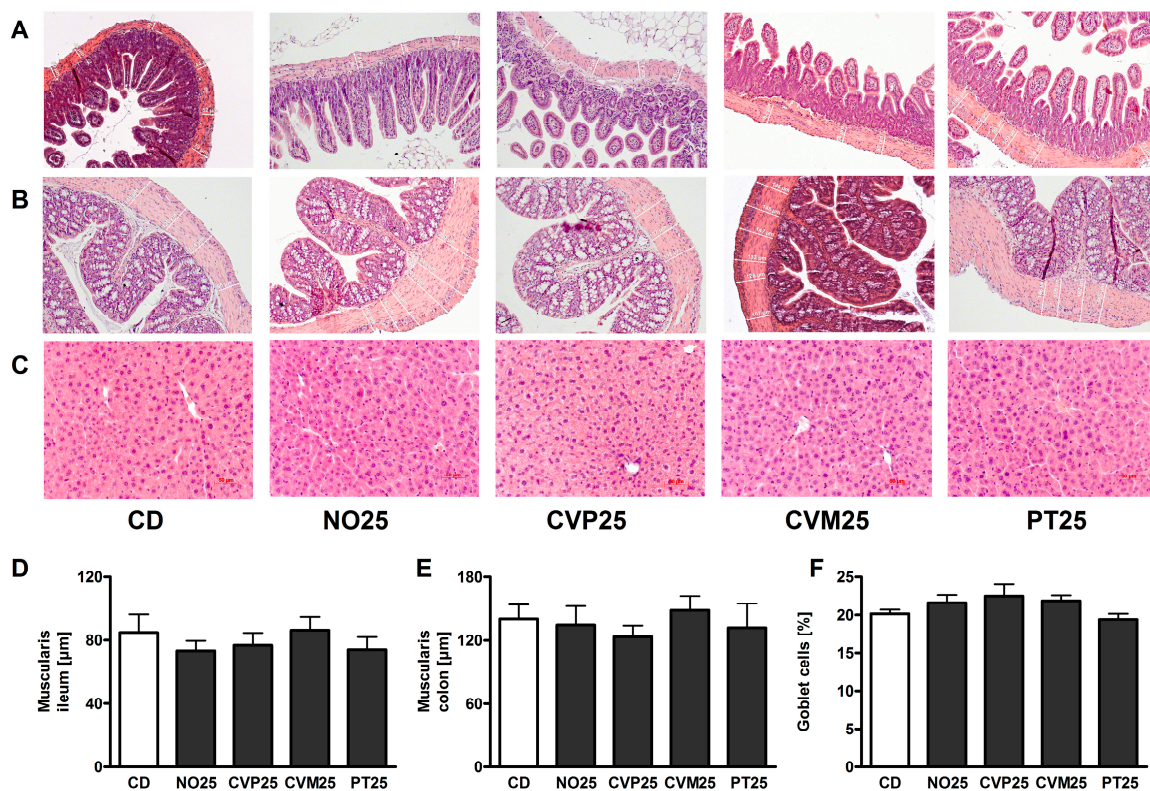 A
B
C
CD NO25 CVP25 CVM25 PT25
D
120
80
40
0
Muscularis
ileum [µm]
CD NO25 CVP25 CVM25 PT25
E
180
120
60
0
Muscularis
colon [µm]
CD NO25 CVP25 CVM25 PT25
F
25
20
15
10
5
0
Goblet cells [%]
CD NO25 CVP25 CVM25 PT25